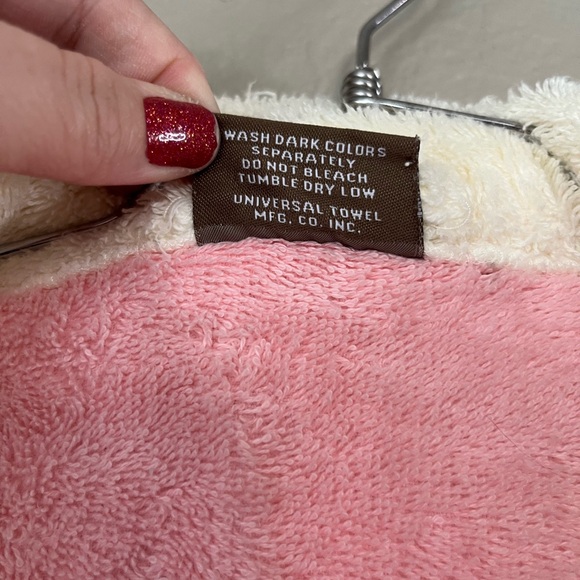 WASH DARK COLORS
SEPARATELY
DO NOT BLEACH
TUMBLE DRY LOW
UNIVERSAL TOWEL
MFG. CO. INC.